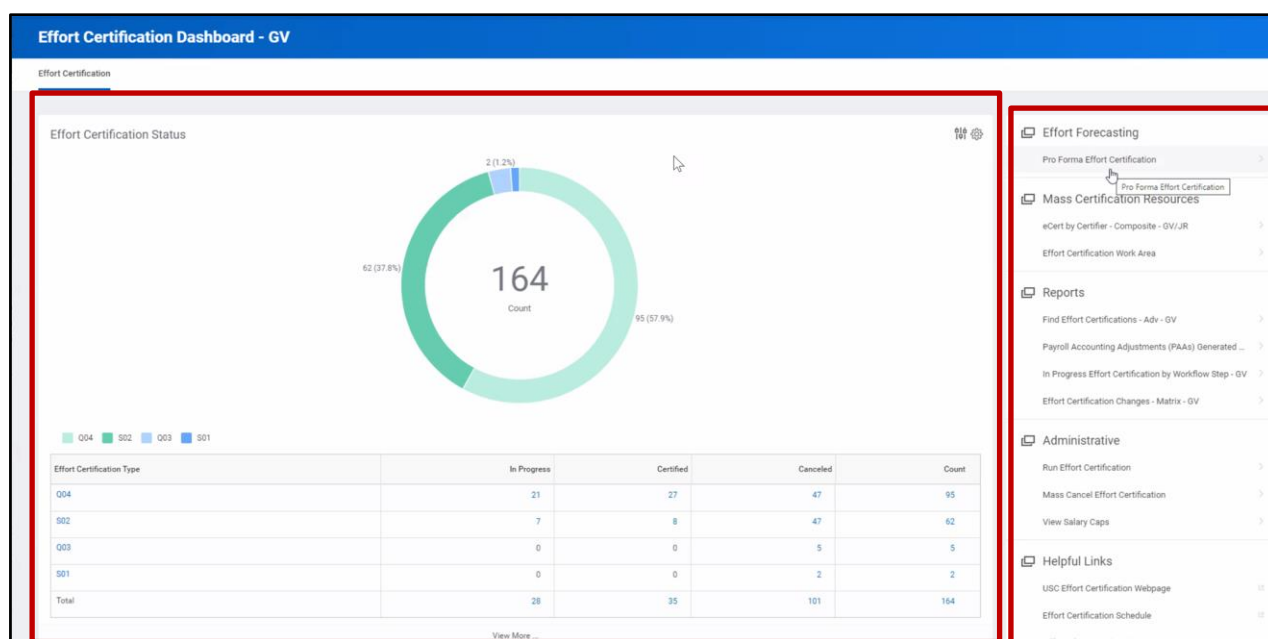 Effort Certification Dashboard - GV
Effort Certification
Effort Certification Status
2 (1.2%)
62 (37.8%)
164
Count
95 (57.9%)
Q04 S02 Q03 S01
Effort Certification Type In Progress Certified Canceled Count
Q04 21 27 47 95
S02 7 8 47 62
Q03 0 0 5 5
S01 0 0 2 2
Total 28 35 101 164
View More ...
Effort Forecasting
Pro Forma Effort Certification
Pro Forma Effort Certification
Mass Certification Resources
eCert by Certifier - Composite - GV/JR
Effort Certification Work Area
Reports
Find Effort Certifications - Adv - GV
Payroll Accounting Adjustments (PAAs) Generated ...
In Progress Effort Certification by Workflow Step - GV
Effort Certification Changes - Matrix - GV
Administrative
Run Effort Certification
Mass Cancel Effort Certification
View Salary Caps
Helpful Links
USC Effort Certification Webpage
Effort Certification Schedule